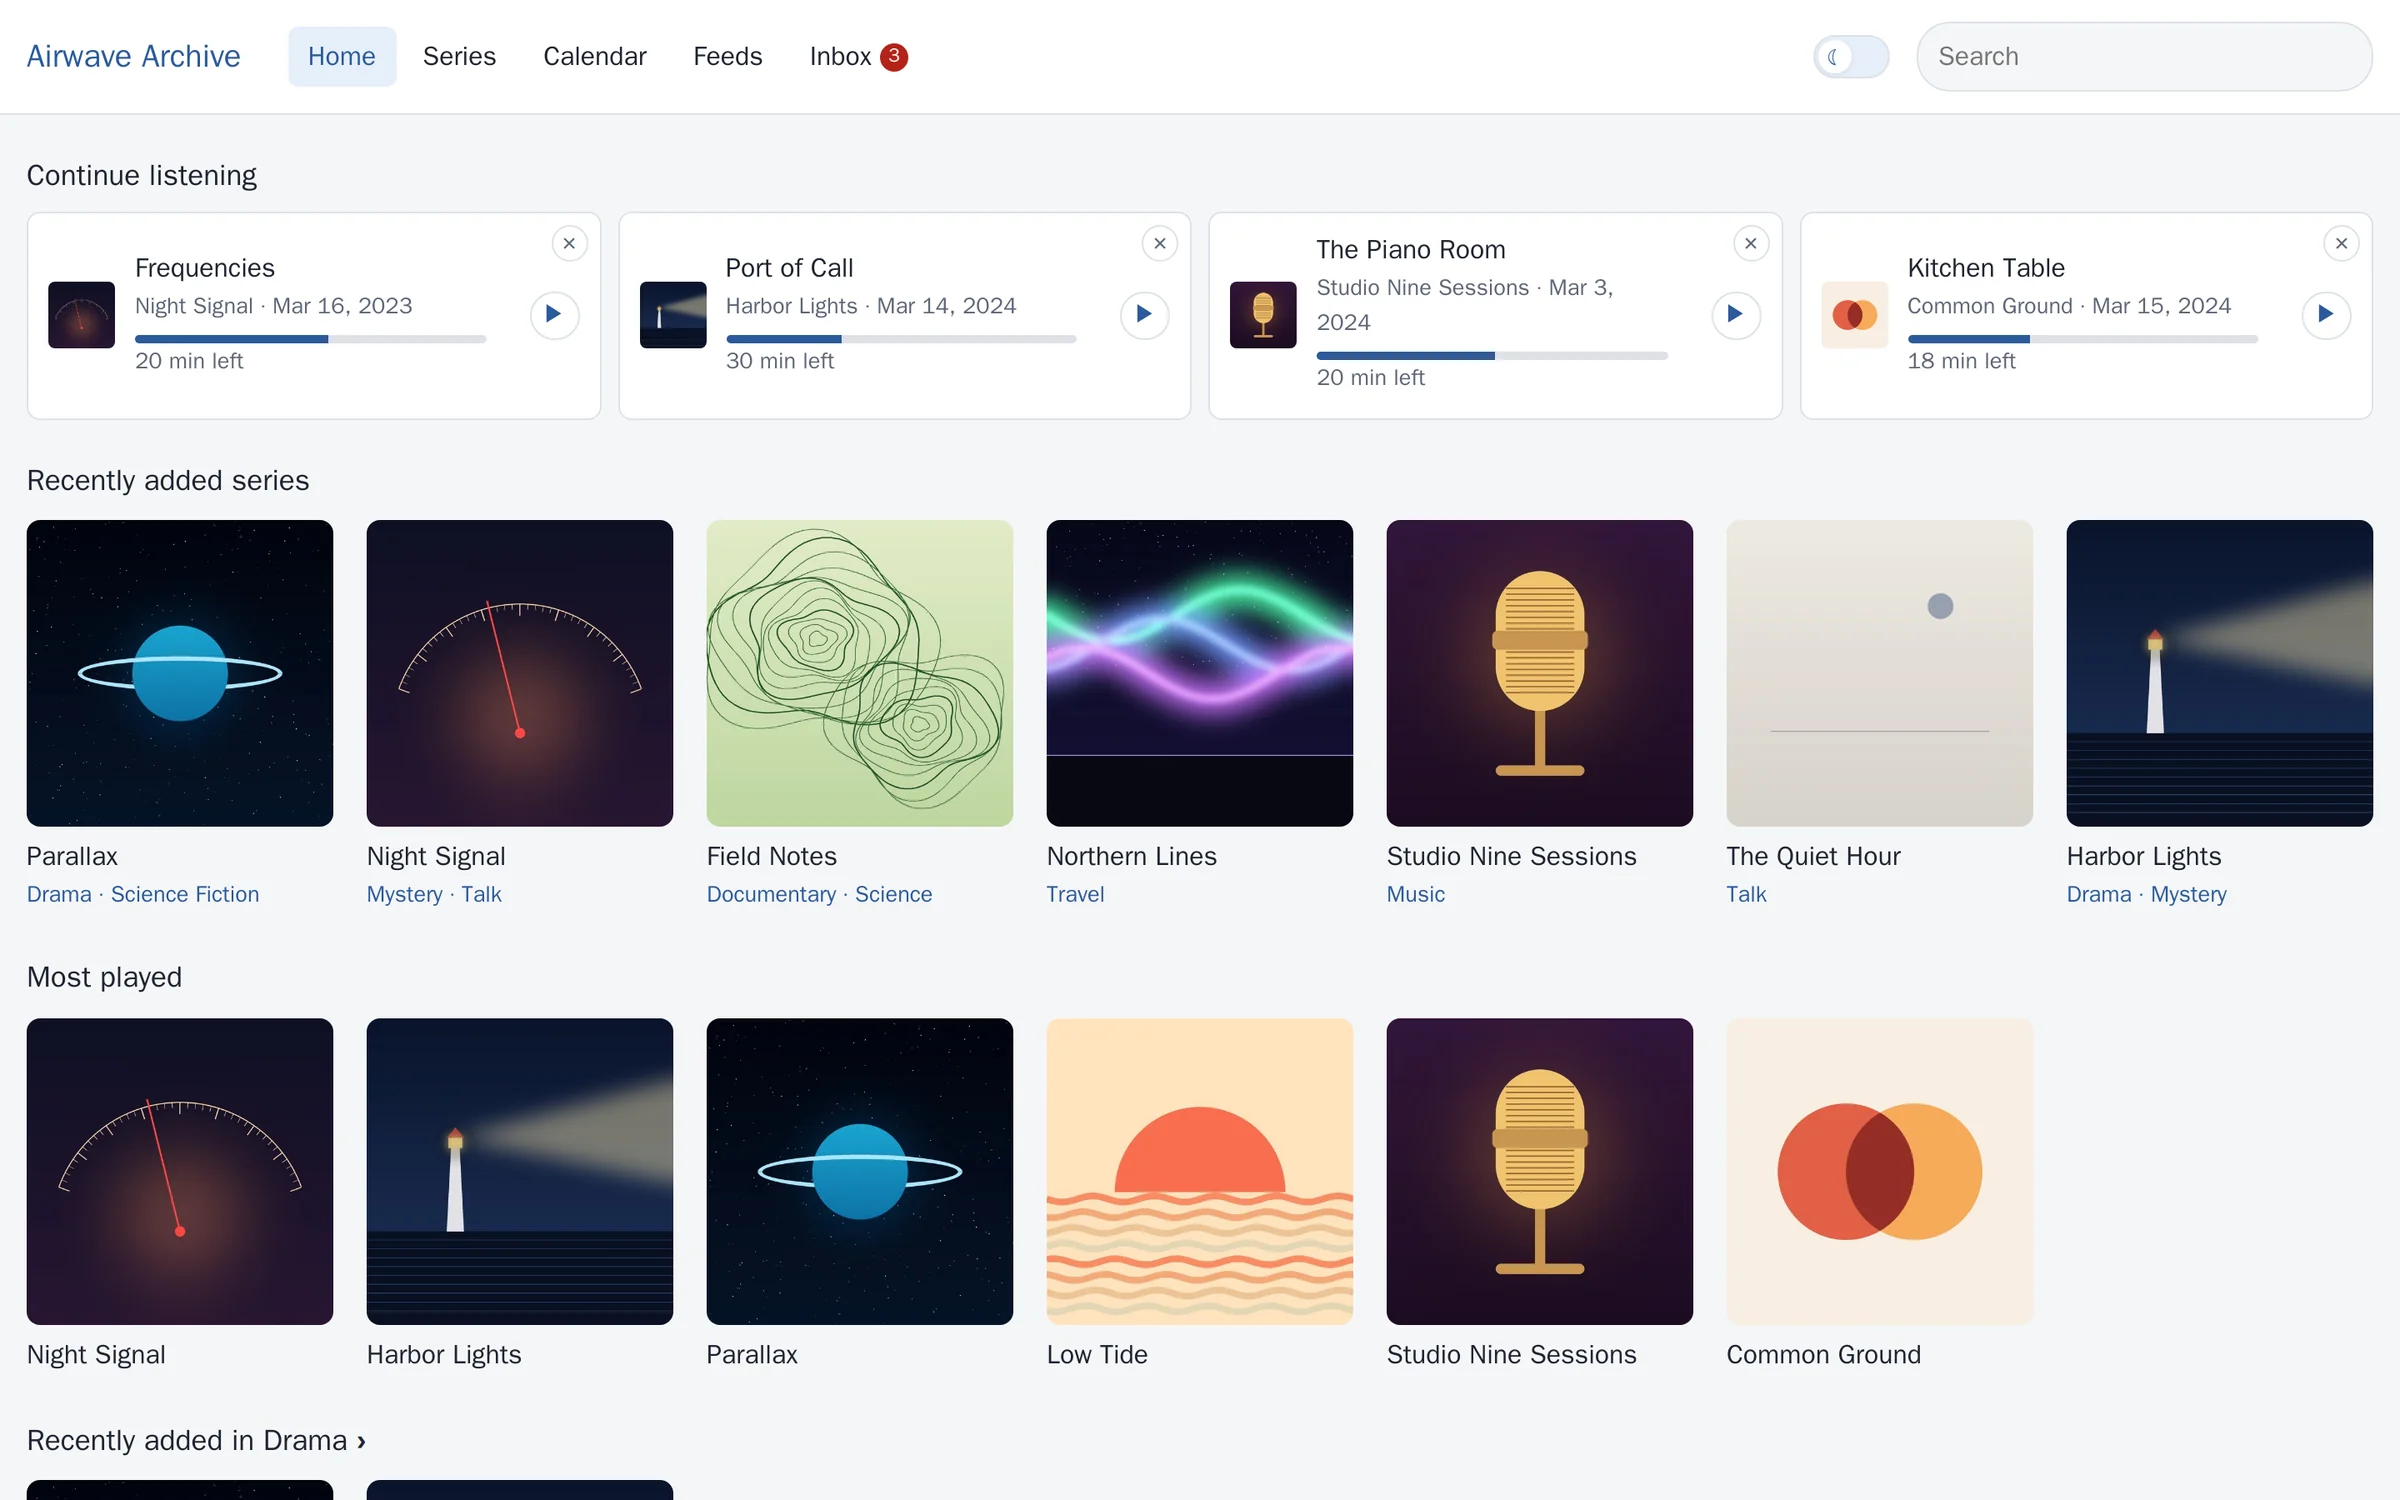 Airwave Archive
Home
Series
Calendar
Feeds
Inbox 3
Search
Continue listening
Frequencies
Night Signal · Mar 16, 2023
20 min left
Port of Call
Harbor Lights · Mar 14, 2024
30 min left
The Piano Room
Studio Nine Sessions · Mar 3,
2024
20 min left
Kitchen Table
Common Ground · Mar 15, 2024
18 min left
Recently added series
Parallax
Drama · Science Fiction
Night Signal
Mystery · Talk
Field Notes
Documentary · Science
Northern Lines
Travel
Studio Nine Sessions
Music
The Quiet Hour
Talk
Harbor Lights
Drama · Mystery
Most played
Night Signal
Harbor Lights
Parallax
Low Tide
Studio Nine Sessions
Common Ground
Recently added in Drama ›